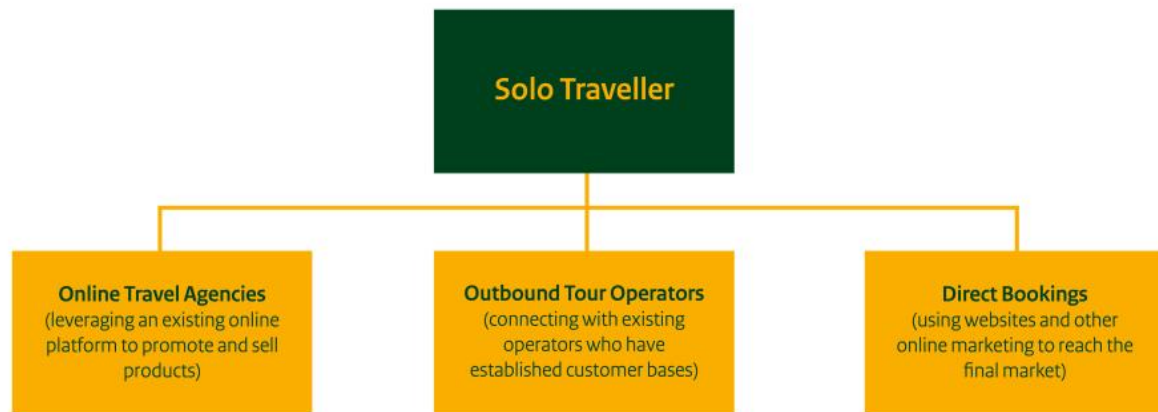 Solo Traveller
Online Travel Agencies
(leveraging an existing online
platform to promote and sell
products)
Outbound Tour Operators
(connecting with existing
operators who have
established customer bases)
Direct Bookings
(using websites and other
online marketing to reach the
final market)